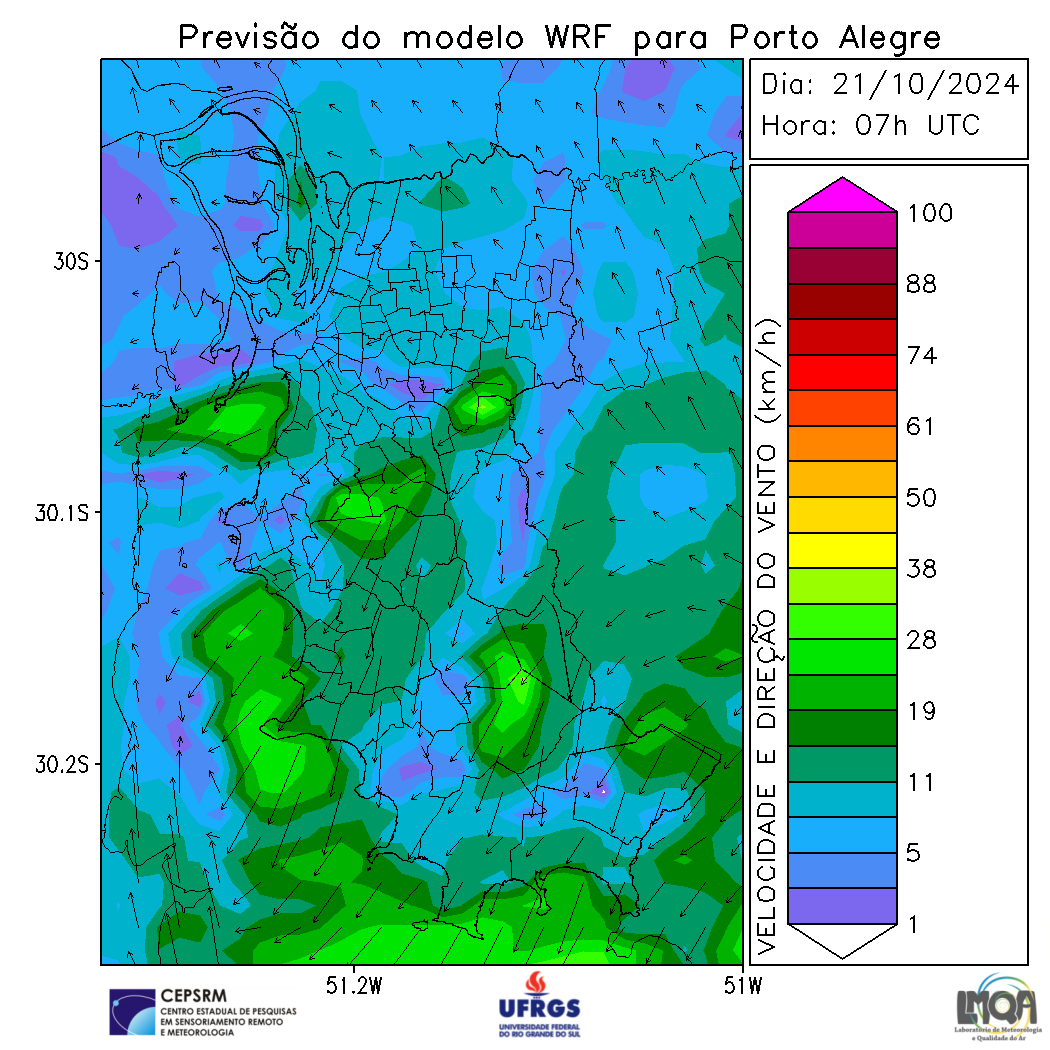 Previsão do modelo WRF para Porto Alegre
Dia: 21/10/2024
Hora: 07h UTC
30S
30.1S
30.2S
51.2W
51W
VELOCIDADE E DIREÇÃO DO VENTO (km/h)
100
88
74
61
50
38
28
19
11
5
1
CEPSRM
CENTRO ESTADUAL DE PESQUISAS
EM SENSORIAMENTO REMOTO
E METEOROLOGIA
UFRGS
UNIVERSIDADE FEDERAL
DO RIO GRANDE DO SUL
LMQA
Laboratório de Meteorologia
e Qualidade do Ar